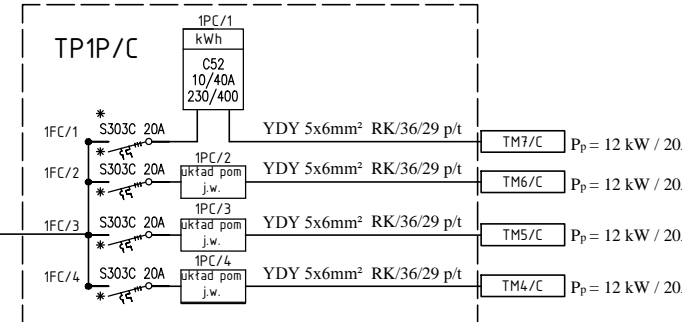 TP1P/C
1PC/1
kWh
C52
10/40A
230/400
*
1FC/1 S303C 20A YDY 5x6mm² RK/36/29 p/t TM7/C Pp = 12 kW / 20
*
1PC/2
1FC/2 S303C 20A układ pom YDY 5x6mm² RK/36/29 p/t TM6/C Pp = 12 kW / 20
j.w.
1PC/3
1FC/3 S303C 20A układ pom YDY 5x6mm² RK/36/29 p/t TM5/C Pp = 12 kW / 20
* j.w.
1PC/4
1FC/4 S303C 20A układ pom YDY 5x6mm² RK/36/29 p/t TM4/C Pp = 12 kW / 20
* j.w.